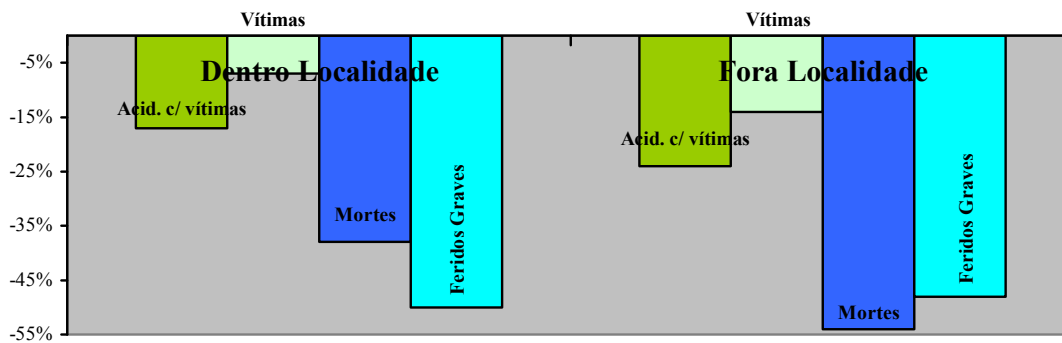 Vítimas
Vítimas
-5%
Dentro Localidade
Fora Localidade
Acid. c/ vítimas
-15%
Acid. c/ vítimas
-25%
Feridos Graves
Feridos Graves
Mortes
-35%
-45%
Mortes
-55%